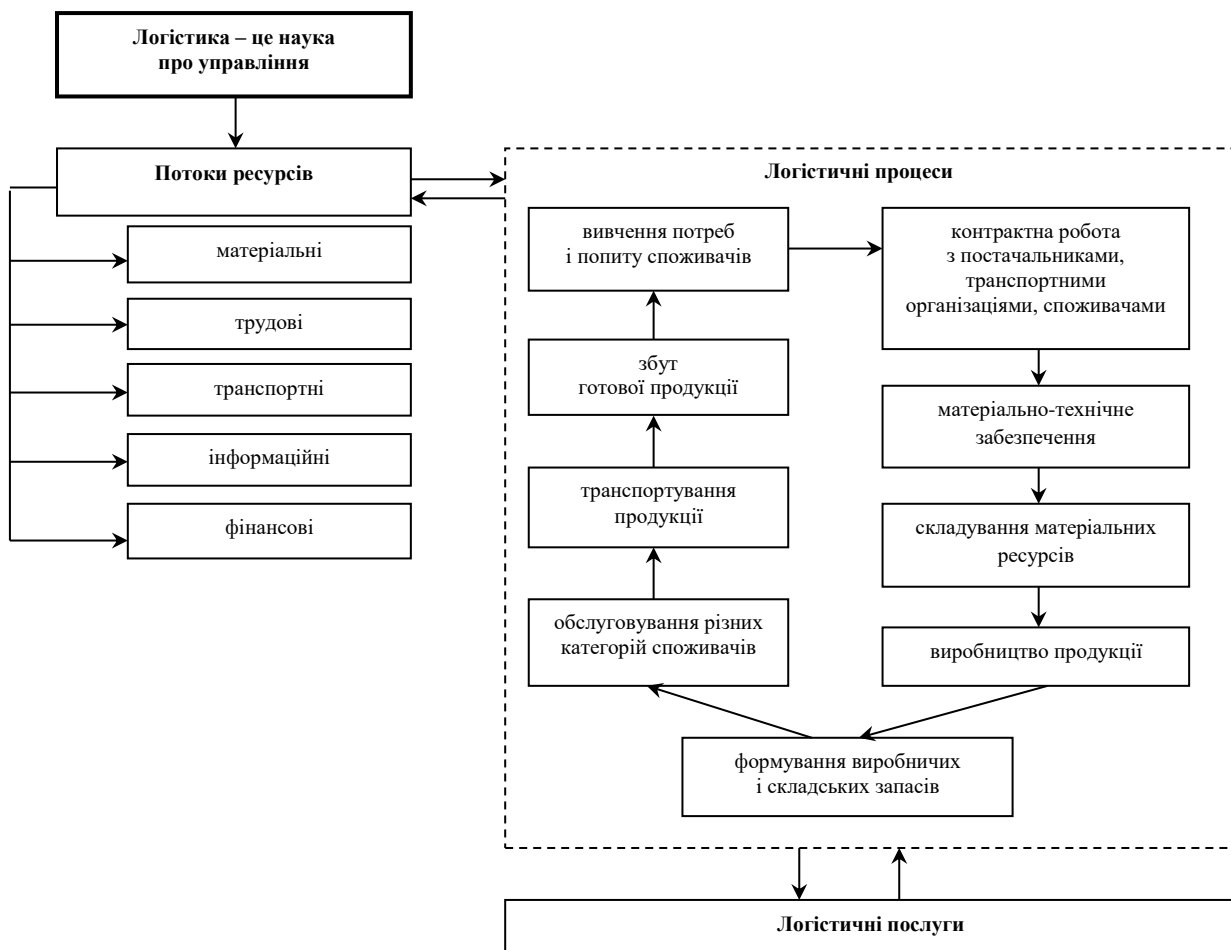 Логістика – це наука
про управління
Потоки ресурсів
матеріальні
трудові
транспортні
інформаційні
фінансові
Логістичні процеси
вивчення потреб
і попиту споживачів
контрактна робота
з постачальниками,
транспортними
організаціями, споживачами
збут
готової продукції
матеріально-технічне
забезпечення
транспортування
продукції
складування матеріальних
ресурсів
обслуговування різних
категорій споживачів
виробництво продукції
формування виробничих
і складських запасів
Логістичні послуги